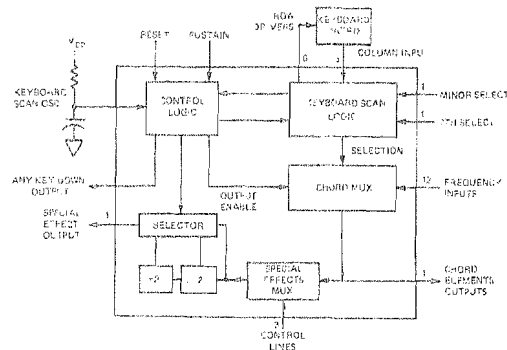 ROW
DRIVERS
KEYBOARD
MATRIX
COLUMN INPUT
RESET
SUSTAIN
KEYBOARD
SCAN OSC
CONTROL
LOGIC
KEYBOARD SCAN
LOGIC
MINOR SELECT
7TH SELECT
SELECTION
ANY KEY DOWN
OUTPUT
OUTPUT
ENABLE
CHORD MUX
12
FREQUENCY
INPUTS
SPECIAL
EFFECT
OUTPUT
1
SELECTOR
SPECIAL
EFFECTS
MUX
CHORD
ELEMENTS
OUTPUTS
CONTROL
LINES